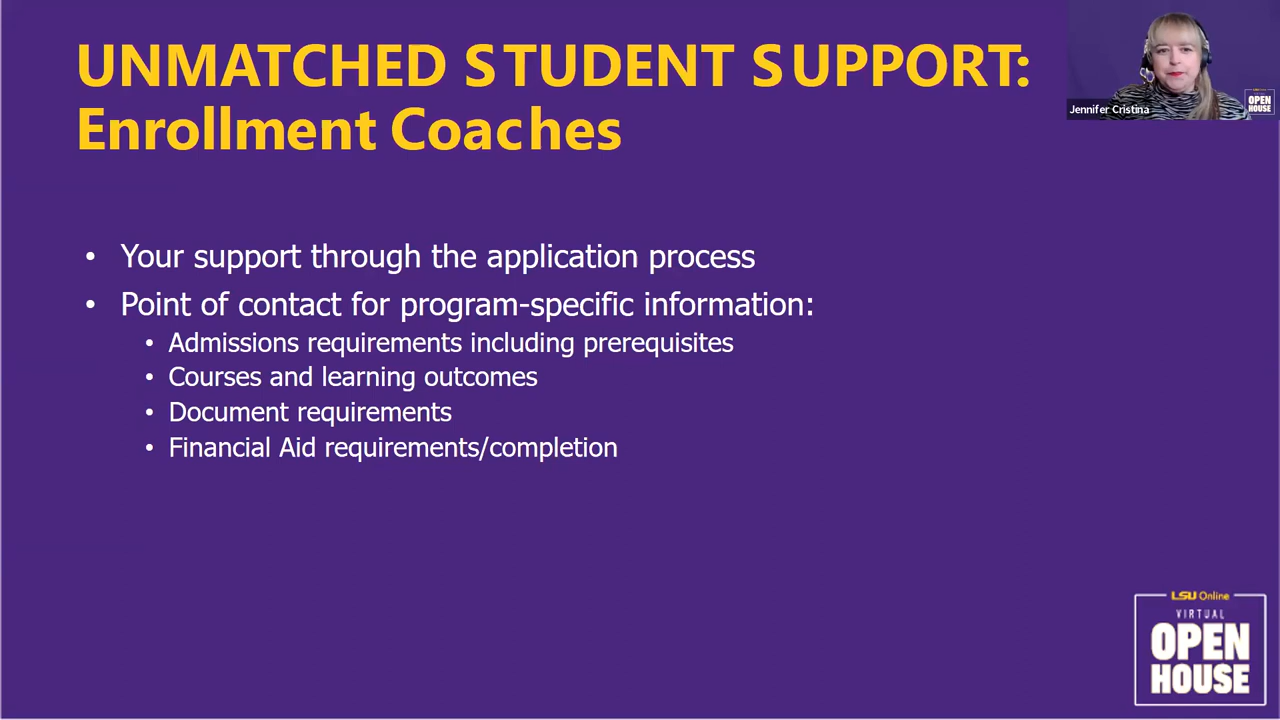 UNMATCHED STUDENT SUPPORT:
Enrollment Coaches
Jennifer Cristina
OPEN
HOUSE
• Your support through the application process
• Point of contact for program-specific information:
• Admissions requirements including prerequisites
• Courses and learning outcomes
• Document requirements
• Financial Aid requirements/completion
LSU Online
VIRTUAL
OPEN
HOUSE